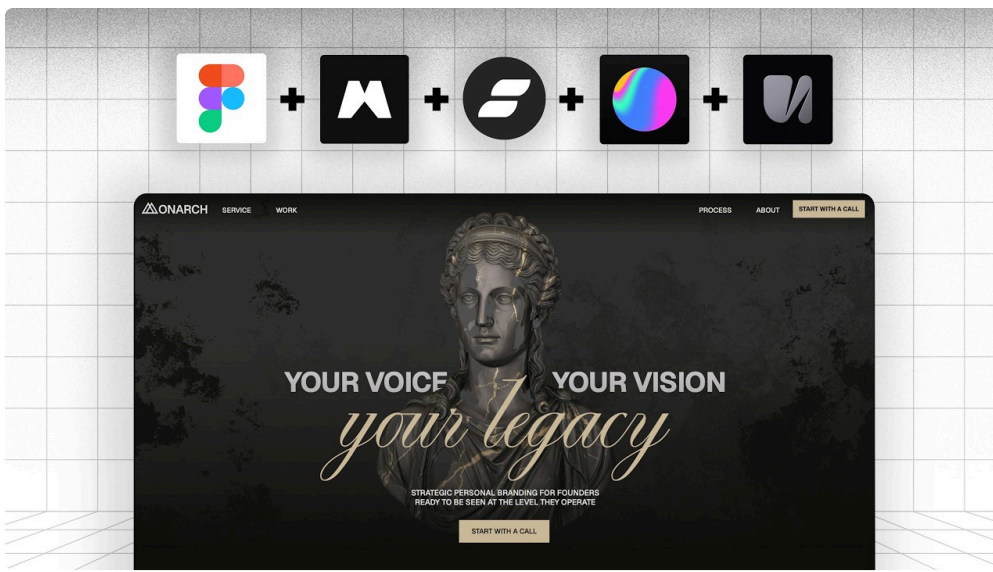 MONARCH SERVICE WORK PROCESS ABOUT START WITH A CALL
YOUR VOICE YOUR VISION
your legacy
STRATEGIC PERSONAL BRANDING FOR FOUNDERS
READY TO BE SEEN AT THE LEVEL THEY OPERATE
START WITH A CALL